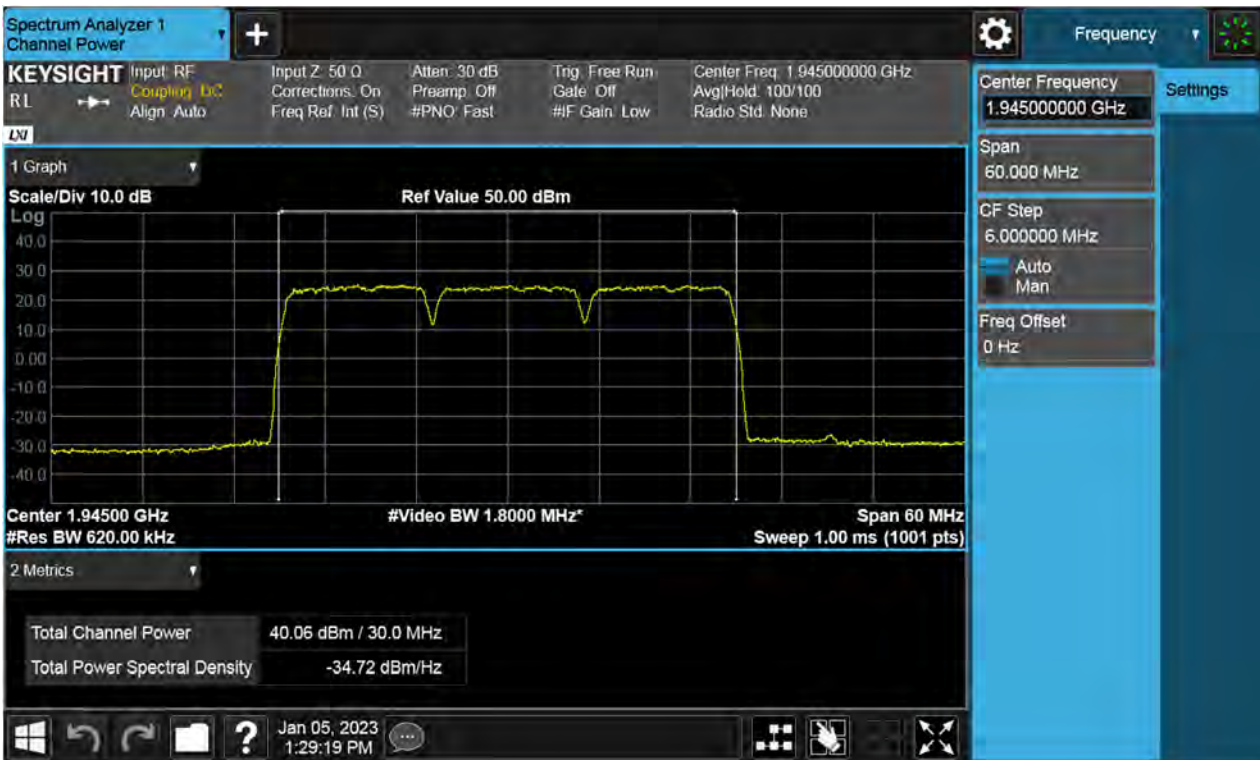 Spectrum Analyzer 1
Channel Power
+
Frequency
KEYSIGHT
RL
LXI
Input: RF
Coupling: DC
Align: Auto
Input Z: 50 Ω
Corrections: On
Freq Ref: Int (S)
Atten: 30 dB
Preamp: Off
#PNO: Fast
Trig: Free Run
Gate: Off
#IF Gain: Low
Center Freq: 1.945000000 GHz
Avg|Hold: 100/100
Radio Std: None
Center Frequency
1.945000000 GHz
Settings
Span
60.000 MHz
CF Step
6.000000 MHz
Auto
Man
Freq Offset
0 Hz
1 Graph
Scale/Div 10.0 dB
Ref Value 50.00 dBm
Log
40.0
30.0
20.0
10.0
0.00
-10.0
-20.0
-30.0
-40.0
Center 1.94500 GHz
#Video BW 1.8000 MHz*
Span 60 MHz
#Res BW 620.00 kHz
Sweep 1.00 ms (1001 pts)
2 Metrics
Total Channel Power 40.06 dBm / 30.0 MHz
Total Power Spectral Density -34.72 dBm/Hz
?
Jan 05, 2023
1:29:19 PM